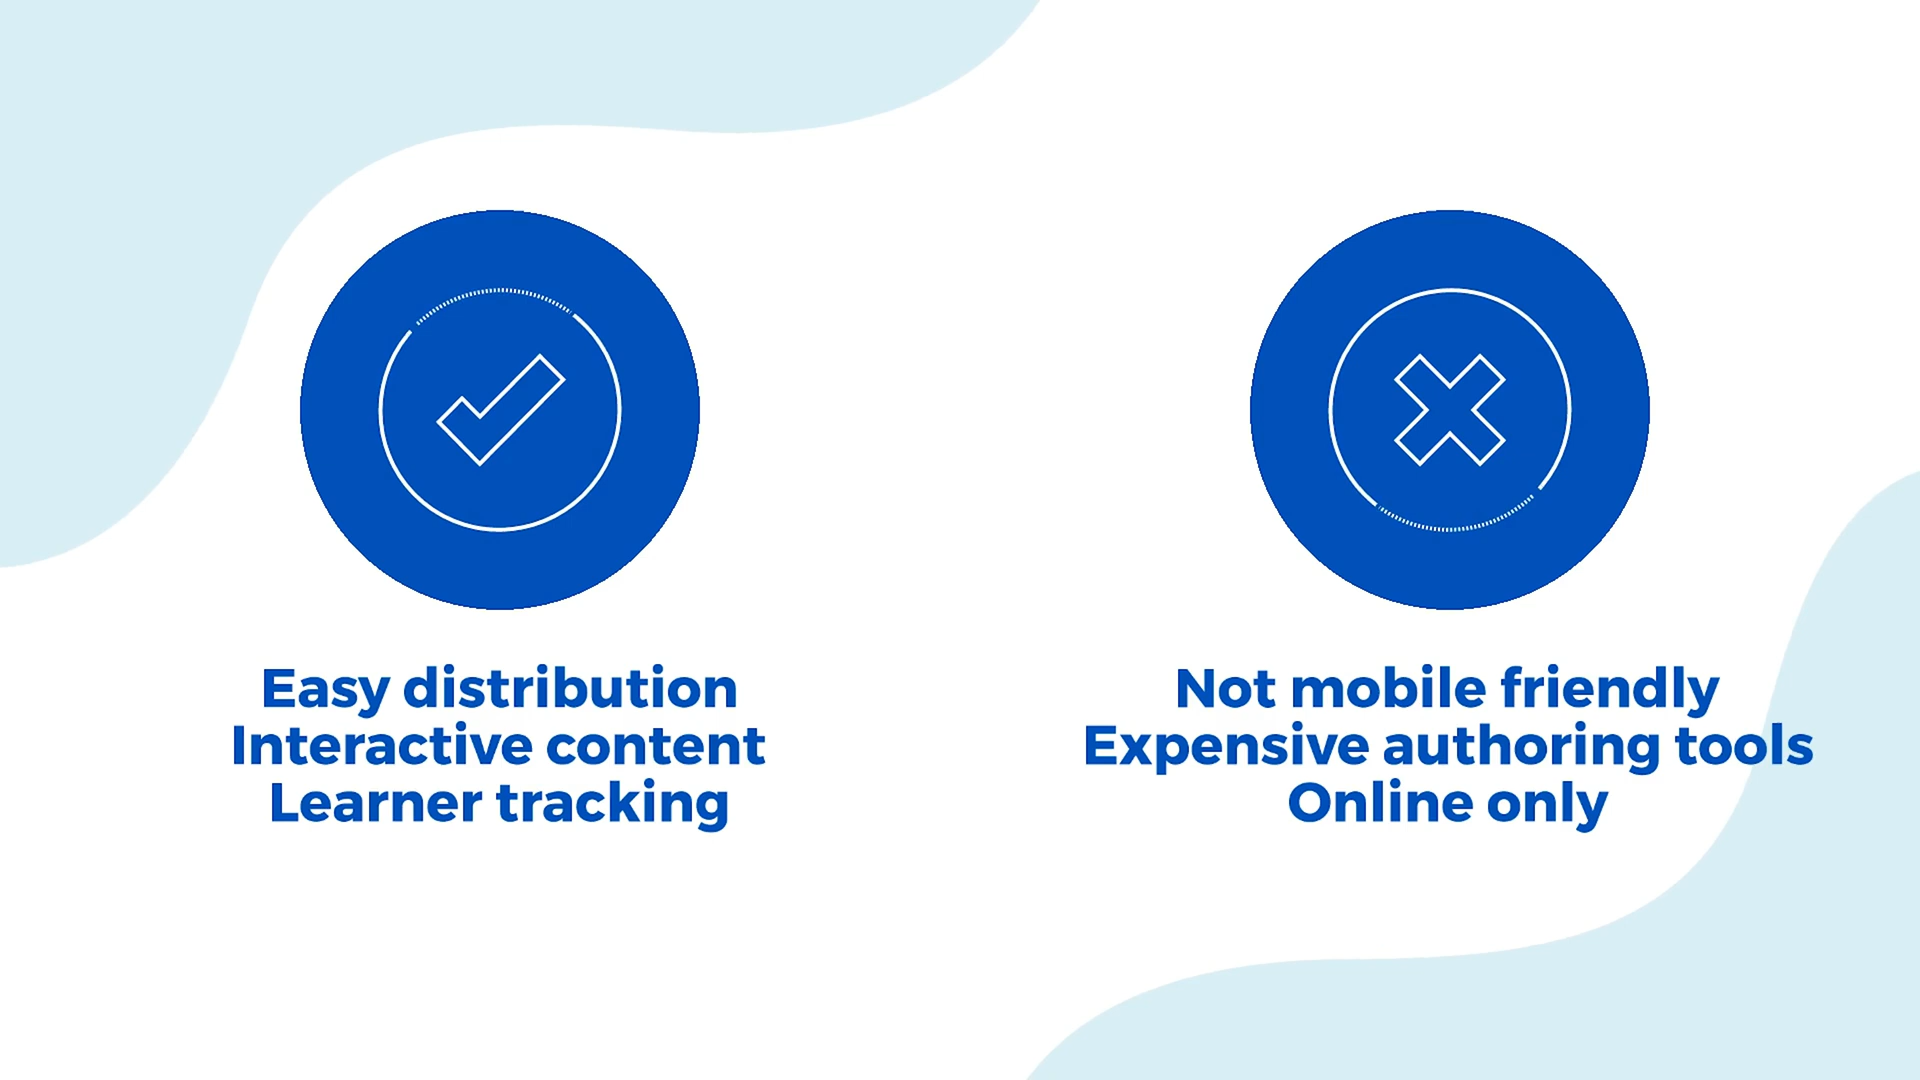 Easy distribution
Interactive content
Learner tracking
Not mobile friendly
Expensive authoring tools
Online only